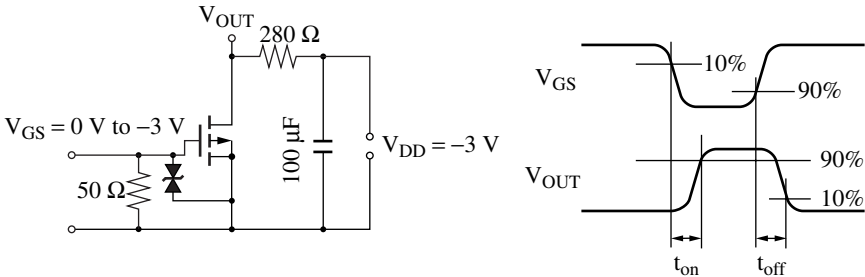 VOUT
280 Ω
VGS = 0 V to −3 V
50 Ω
100 µF
VDD = −3 V
VGS
10%
90%
VOUT
90%
10%
ton
toff